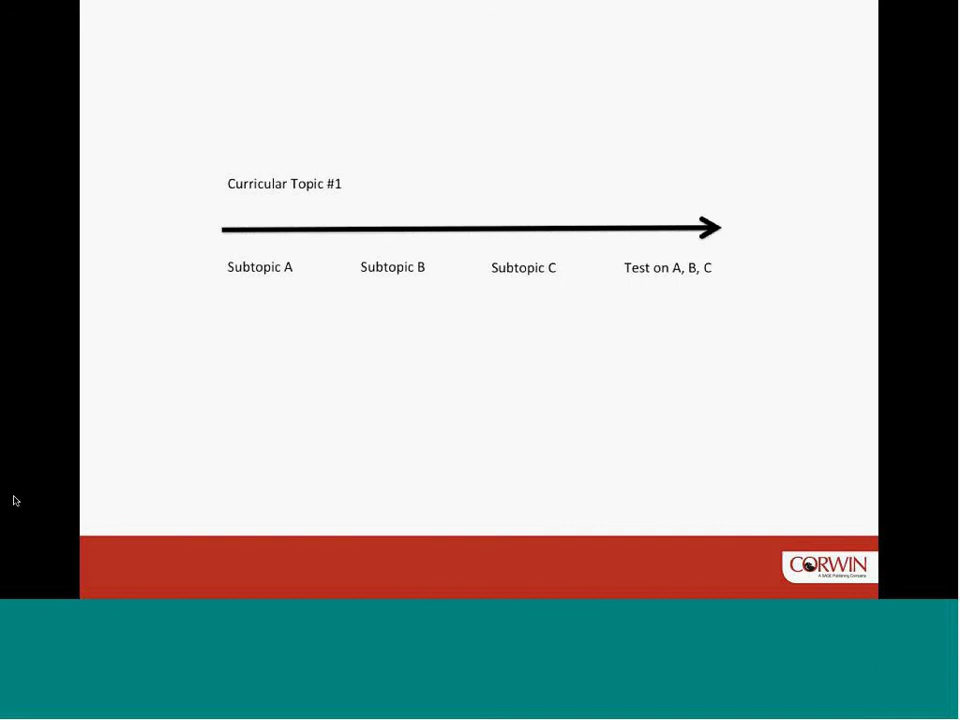 Curricular Topic #1
Subtopic A Subtopic B Subtopic C Test on A, B, C
CORWIN
A SAGE Publishing Company